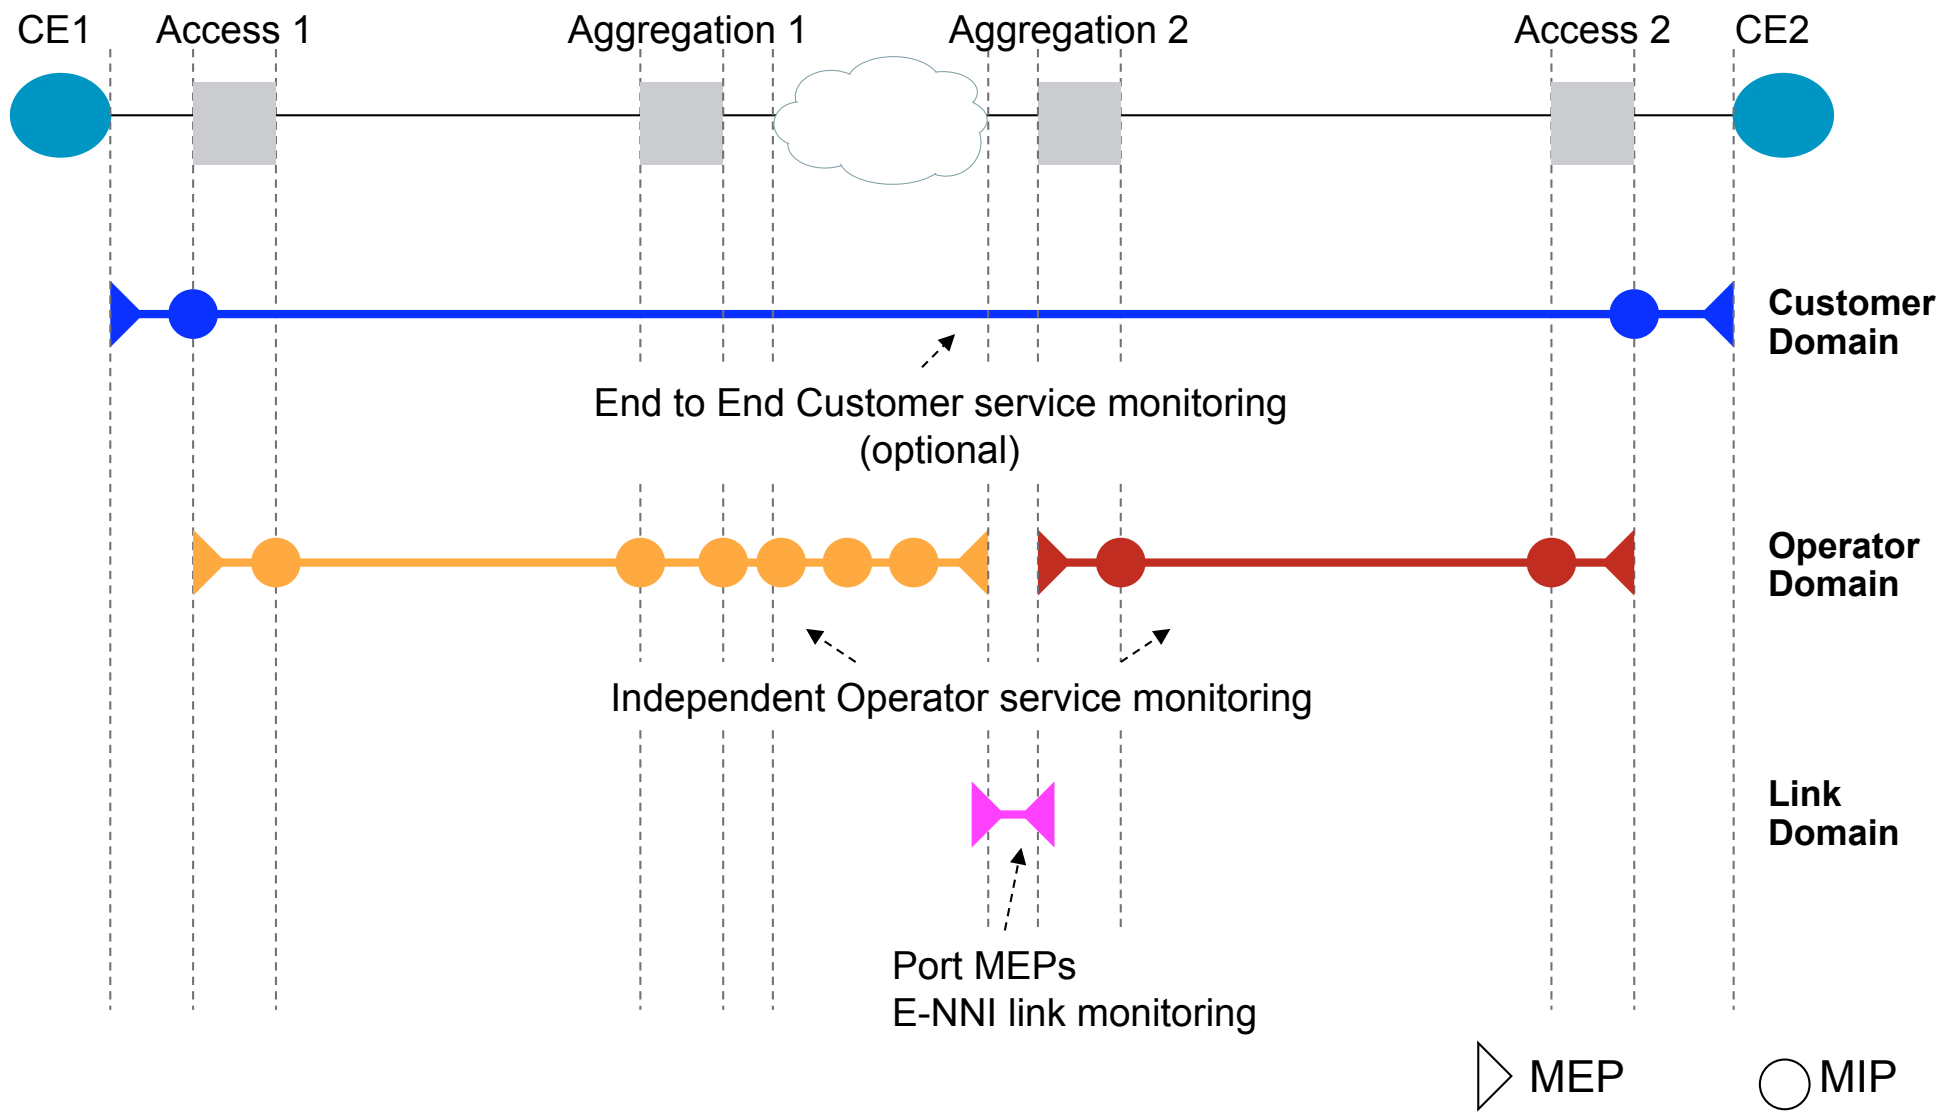 CE1
Access 1
Aggregation 1
Aggregation 2
Access 2
CE2
Customer
Domain
End to End Customer service monitoring
(optional)
Operator
Domain
Independent Operator service monitoring
Link
Domain
Port MEPs
E-NNI link monitoring
MEP
MIP